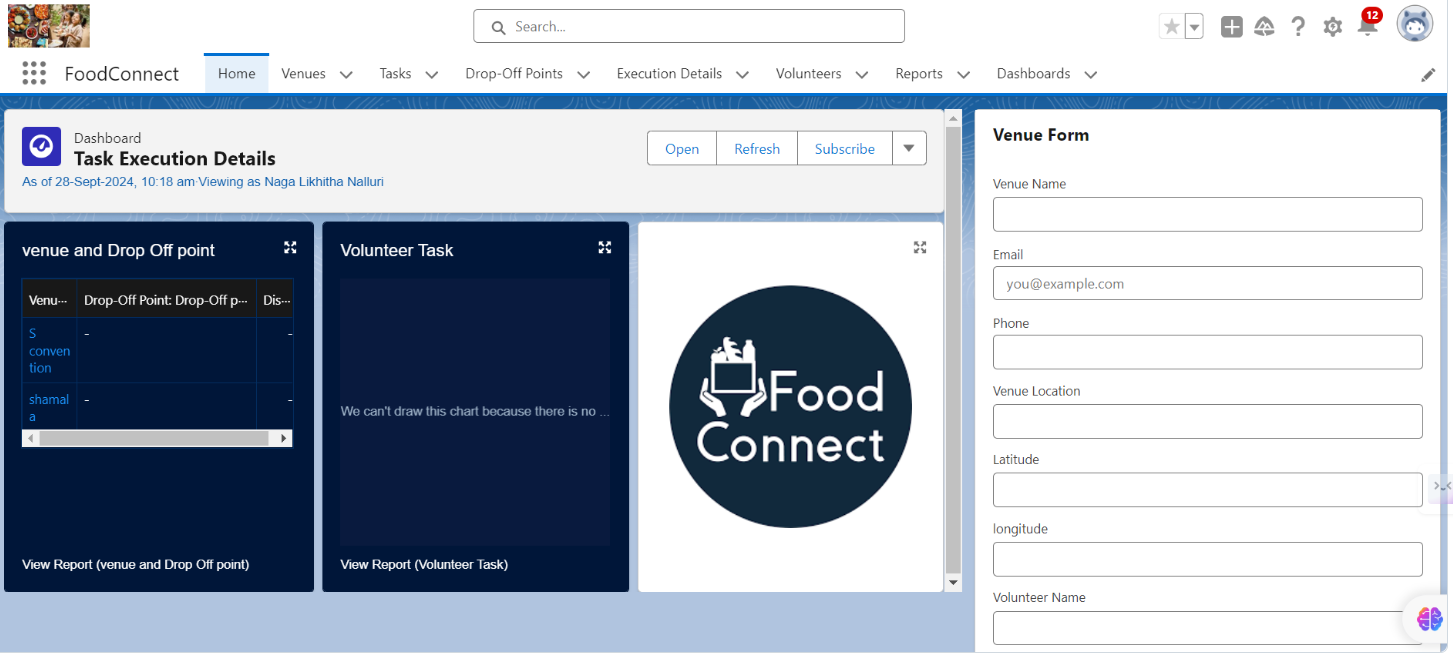 Search...
12
FoodConnect
Home
Venues
Tasks
Drop-Off Points
Execution Details
Volunteers
Reports
Dashboards
Dashboard
Task Execution Details
As of 28-Sept-2024, 10:18 am·Viewing as Naga Likhitha Nalluri
Open
Refresh
Subscribe
venue and Drop Off point
Venu...
Drop-Off Point: Drop-Off p...
Dis...
S
conven
tion
-
-
shamal
a
-
-
View Report (venue and Drop Off point)
Volunteer Task
We can't draw this chart because there is no ...
View Report (Volunteer Task)
Food
Connect
Venue Form
Venue Name
Email
you@example.com
Phone
Venue Location
Latitude
longitude
Volunteer Name